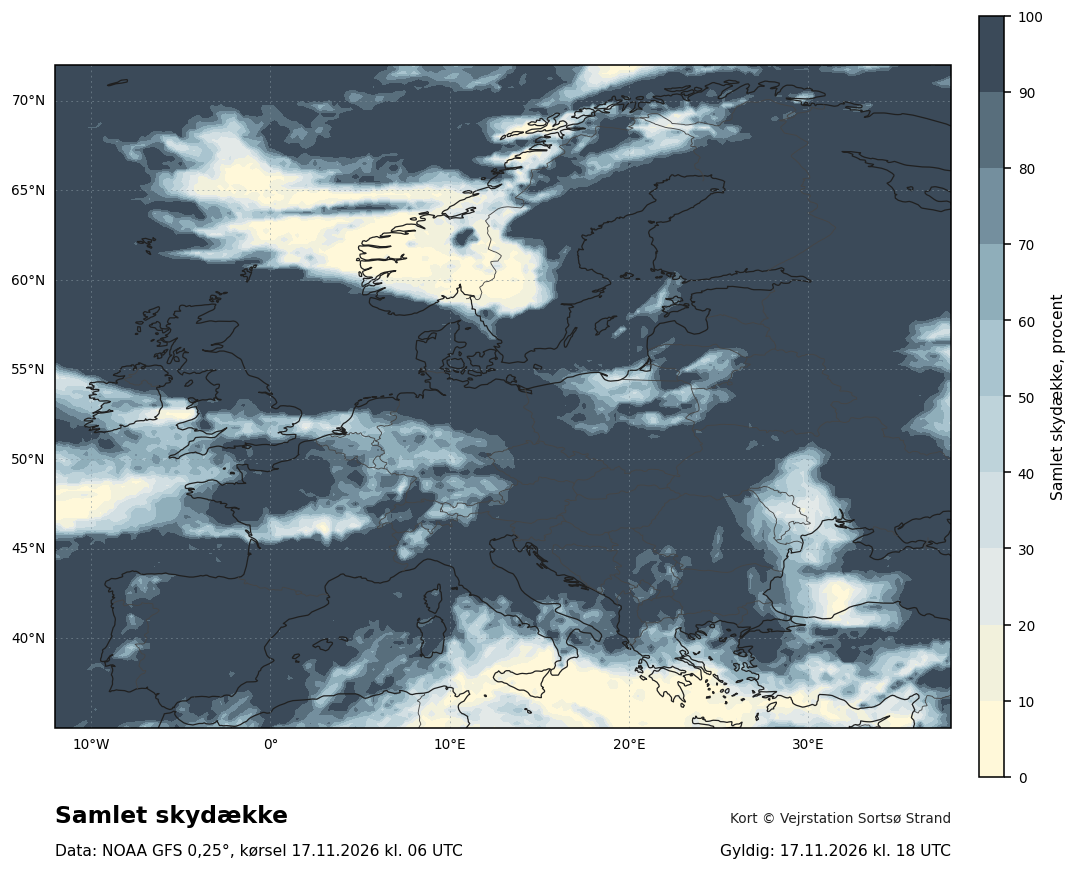 100
90
80
70
60
50
40
30
20
10
0
Samlet skydække, procent
70°N
65°N
60°N
55°N
50°N
45°N
40°N
10°W
0°
10°E
20°E
30°E
Samlet skydække
Kort © Vejrstation Sortsø Strand
Data: NOAA GFS 0,25°, kørsel 17.11.2026 kl. 06 UTC
Gyldig: 17.11.2026 kl. 18 UTC